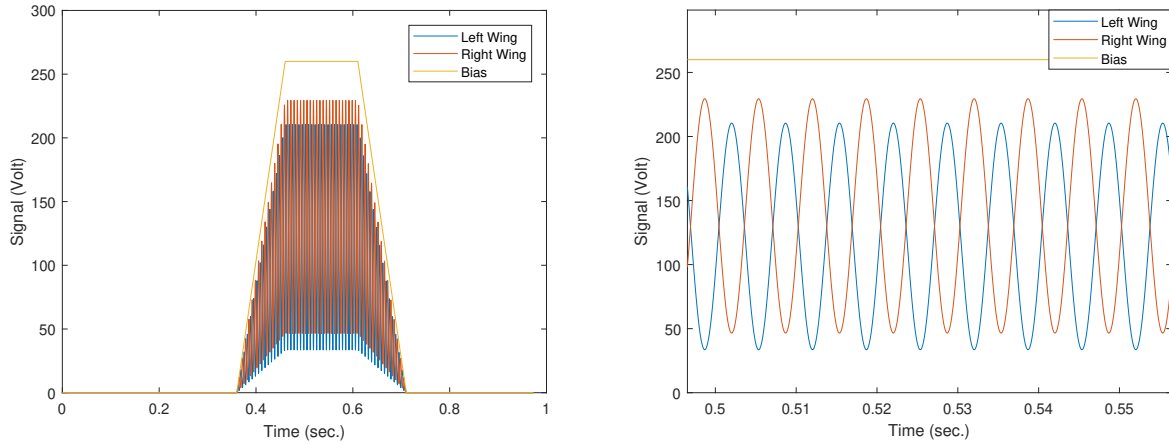 300
250
200
150
100
50
0
Signal (Volt)
0
0.2
0.4
0.6
0.8
1
Time (sec.)
Left Wing
Right Wing
Bias
250
200
150
100
50
0
Signal (Volt)
0.5
0.51
0.52
0.53
0.54
0.55
Time (sec.)
Left Wing
Right Wing
Bias